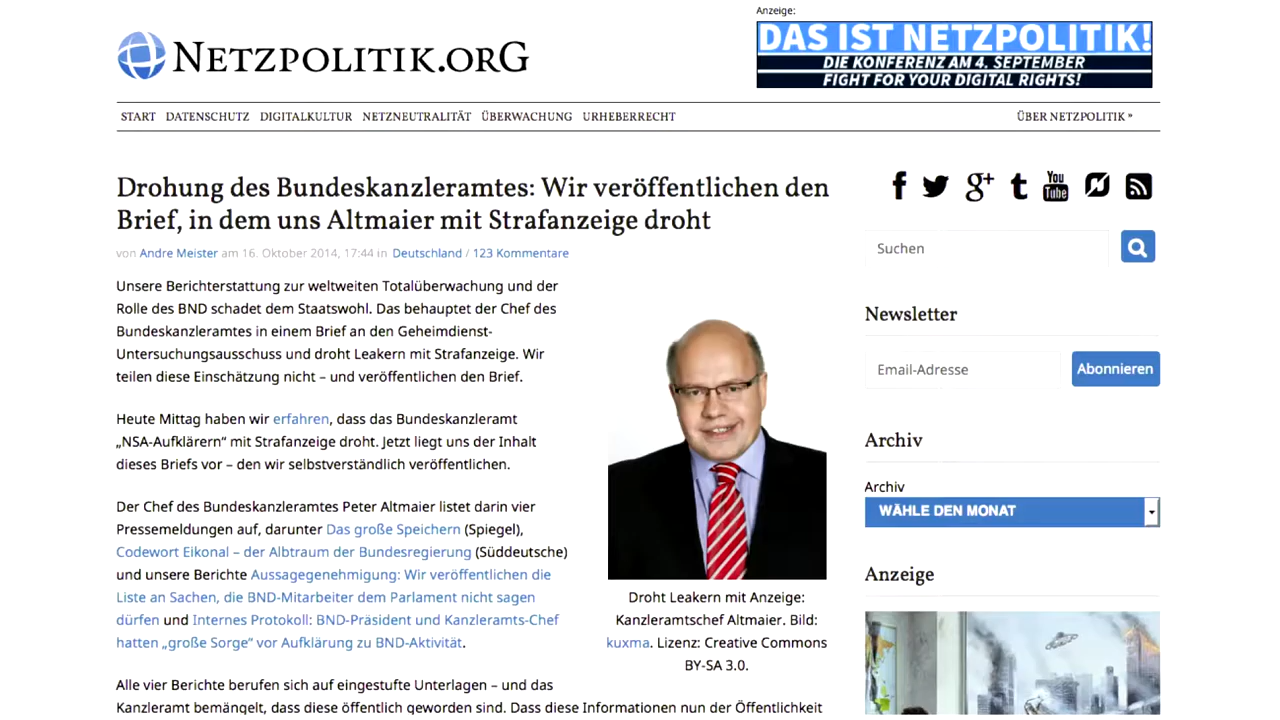 Anzeige:
NETZPOLITIK.ORG
DAS IST NETZPOLITIK!
DIE KONFERENZ AM 4. SEPTEMBER
FIGHT FOR YOUR DIGITAL RIGHTS!
START DATENSCHUTZ DIGITALKULTUR NETZNEUTRALITÄT ÜBERWACHUNG URHEBERRECHT ÜBER NETZPOLITIK »
Drohung des Bundeskanzleramtes: Wir veröffentlichen den
Brief, in dem uns Altmaier mit Strafanzeige droht
von Andre Meister am 16. Oktober 2014, 17:44 in Deutschland / 123 Kommentare
Unsere Berichterstattung zur weltweiten Totalüberwachung und der
Rolle des BND schadet dem Staatswohl. Das behauptet der Chef des
Bundeskanzleramtes in einem Brief an den Geheimdienst-
Untersuchungsausschuss und droht Leakern mit Strafanzeige. Wir
teilen diese Einschätzung nicht – und veröffentlichen den Brief.
Heute Mittag haben wir erfahren, dass das Bundeskanzleramt
„NSA-Aufklärern“ mit Strafanzeige droht. Jetzt liegt uns der Inhalt
dieses Briefs vor – den wir selbstverständlich veröffentlichen.
Der Chef des Bundeskanzleramtes Peter Altmaier listet darin vier
Pressemeldungen auf, darunter Das große Speichern (Spiegel),
Codewort Eikonal – der Albtraum der Bundesregierung (Süddeutsche)
und unsere Berichte Aussagegenehmigung: Wir veröffentlichen die
Liste an Sachen, die BND-Mitarbeiter dem Parlament nicht sagen
dürfen und Internes Protokoll: BND-Präsident und Kanzleramts-Chef
hatten „große Sorge“ vor Aufklärung zu BND-Aktivität.
Alle vier Berichte berufen sich auf eingestufte Unterlagen – und das
Kanzleramt bemängelt, dass diese öffentlich geworden sind. Dass diese Informationen nun der Öffentlichkeit
Droht Leakern mit Anzeige:
Kanzleramtschef Altmaier. Bild:
kuxma. Lizenz: Creative Commons
BY-SA 3.0.
You
Tube
Suchen
Newsletter
Email-Adresse
Abonnieren
Archiv
Archiv
WÄHLE DEN MONAT
Anzeige